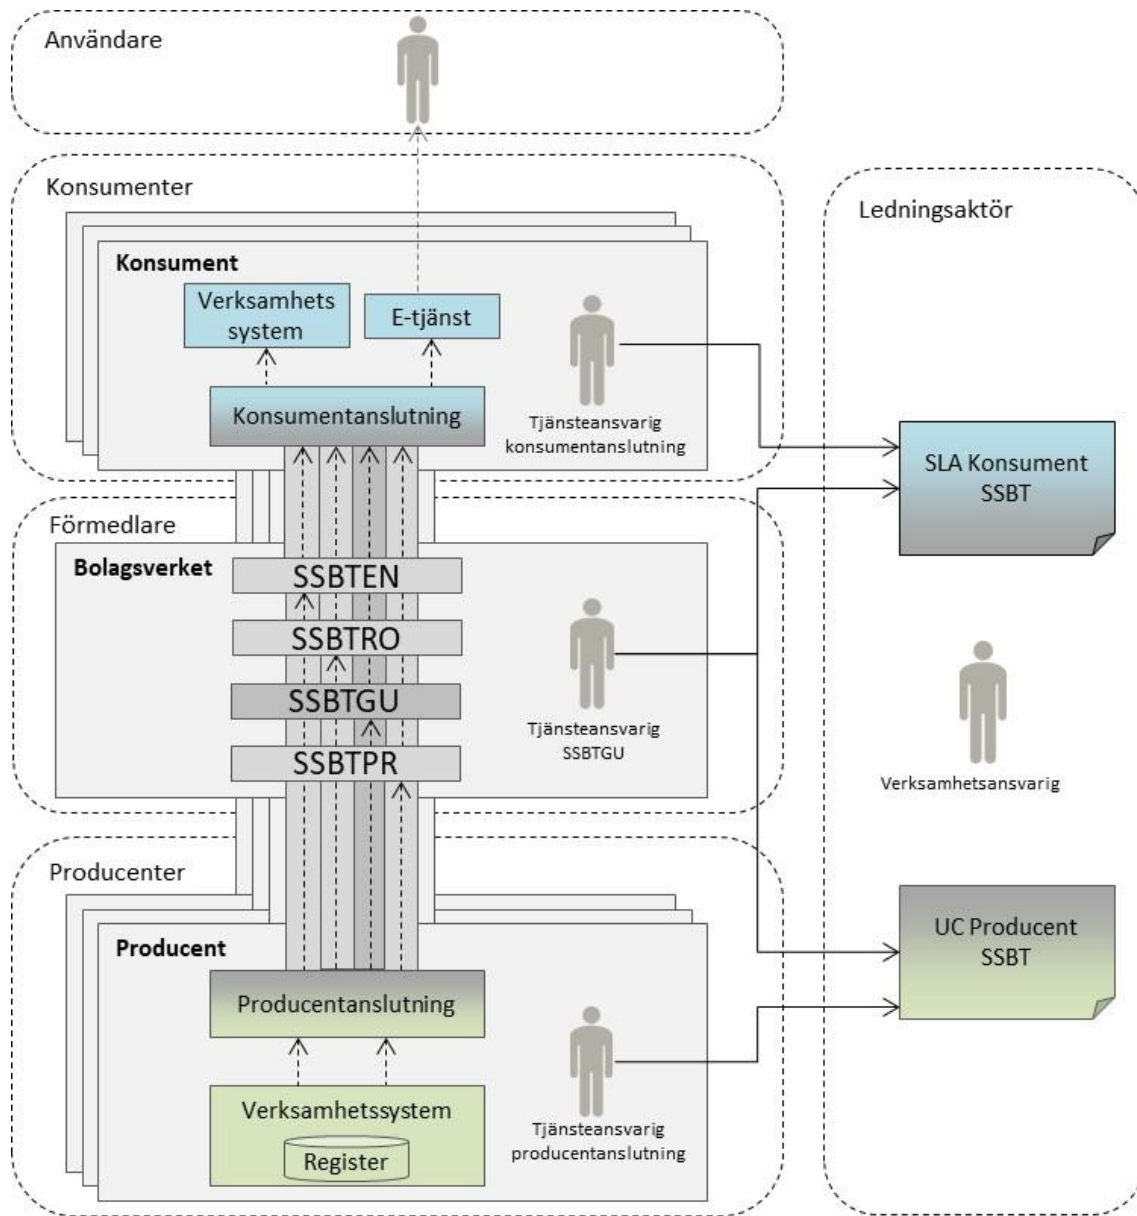 Användare
Konsumenter
Konsument
Verksamhets
system
E-tjänst
Konsumentanslutning
Tjänsteansvarig
konsumentanslutning
Förmedlare
Bolagsverket
SSBTEN
SSBTRO
SSBTGU
SSBTPR
Tjänsteansvarig
SSBTGU
Producenter
Producent
Producentanslutning
Verksamhetssystem
Register
Tjänsteansvarig
producentanslutning
Ledningsaktör
SLA Konsument
SSBT
Verksamhetsansvarig
UC Producent
SSBT